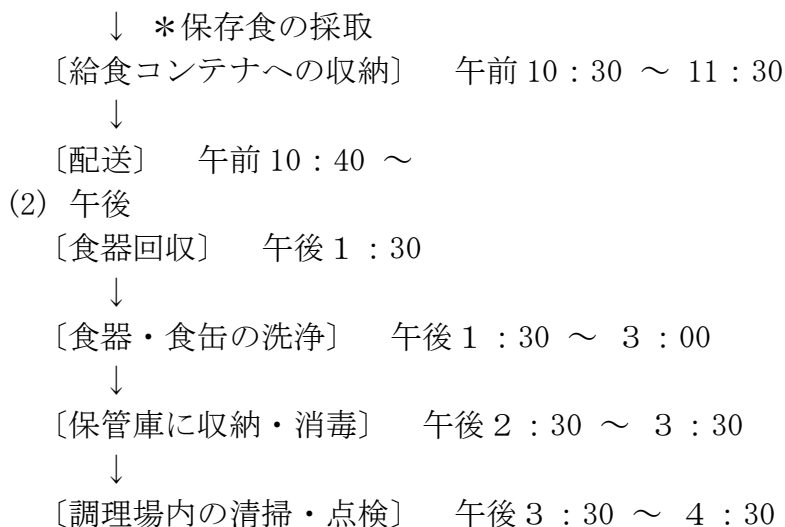 ↓ ＊保存食の採取
〔給食コンテナへの収納〕 午前 10：30 ～ 11：30
↓
〔配送〕 午前 10：40 ～
(2) 午後
〔食器回収〕 午後１：30
↓
〔食器・食缶の洗浄〕 午後１：30 ～ ３：00
↓
〔保管庫に収納・消毒〕 午後２：30 ～ ３：30
↓
〔調理場内の清掃・点検〕 午後３：30 ～ ４：30